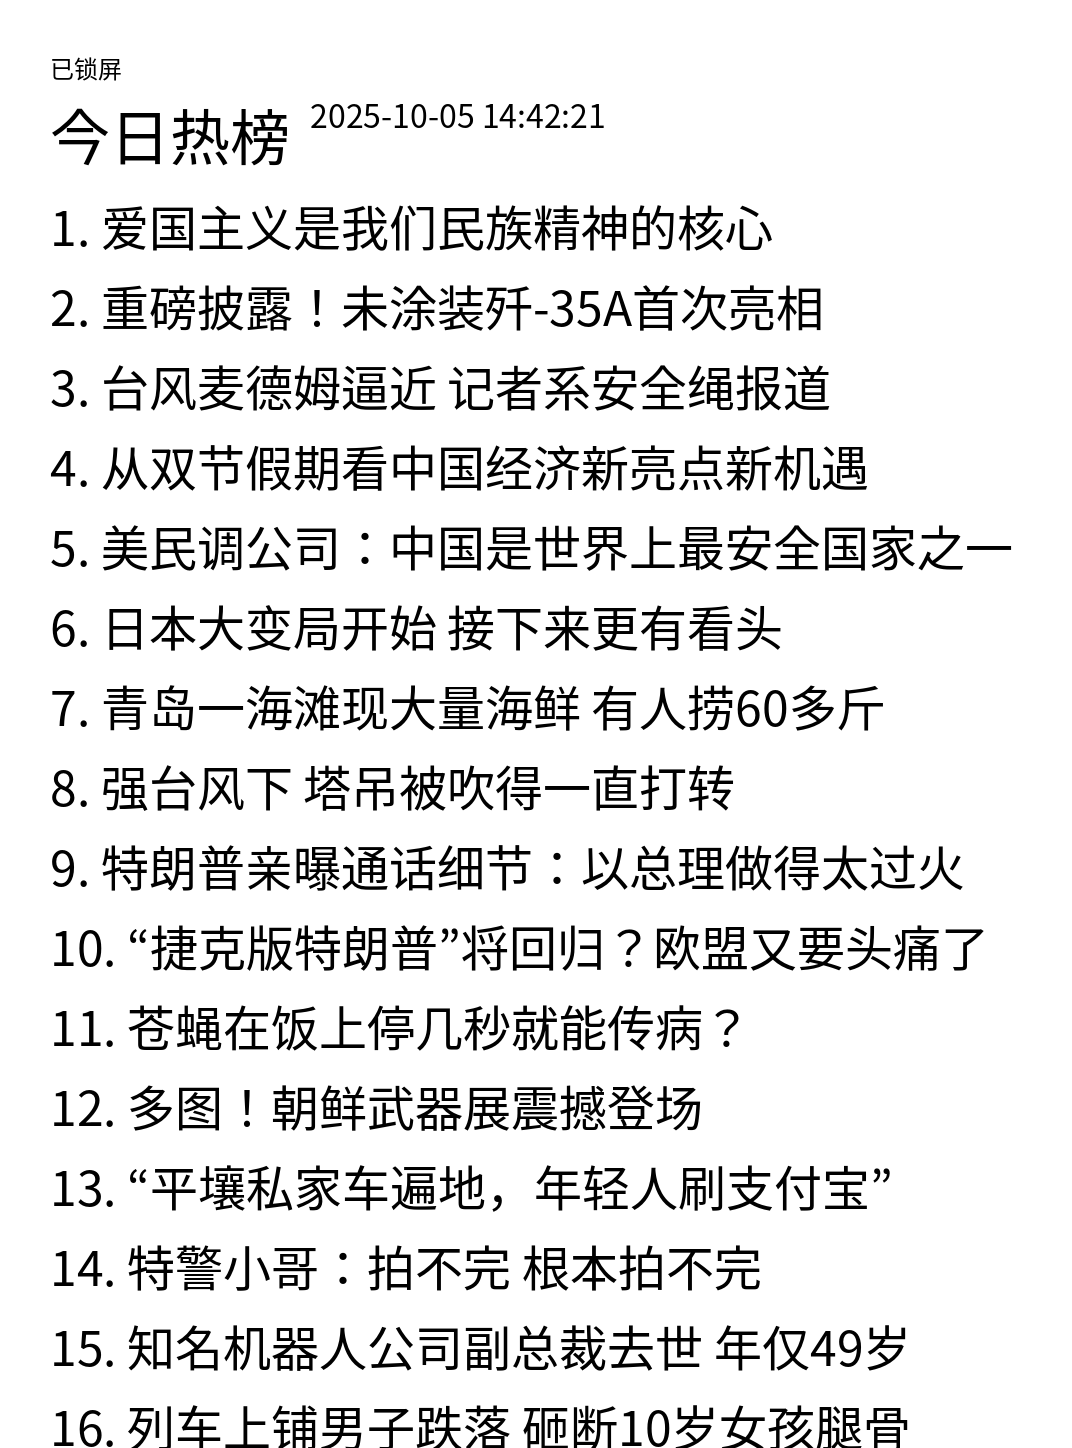 已锁屏
今日热榜 2025-10-05 14:42:21
1. 爱国主义是我们民族精神的核心
2. 重磅披露！未涂装歼-35A首次亮相
3. 台风麦德姆逼近 记者系安全绳报道
4. 从双节假期看中国经济新亮点新机遇
5. 美民调公司：中国是世界上最安全国家之一
6. 日本大变局开始 接下来更有看头
7. 青岛一海滩现大量海鲜 有人捞60多斤
8. 强台风下 塔吊被吹得一直打转
9. 特朗普亲曝通话细节：以总理做得太过火
10. “捷克版特朗普”将回归？欧盟又要头痛了
11. 苍蝇在饭上停几秒就能传病？
12. 多图！朝鲜武器展震撼登场
13. “平壤私家车遍地，年轻人刷支付宝”
14. 特警小哥：拍不完 根本拍不完
15. 知名机器人公司副总裁去世 年仅49岁
16. 列车上铺男子跌落 砸断10岁女孩腿骨